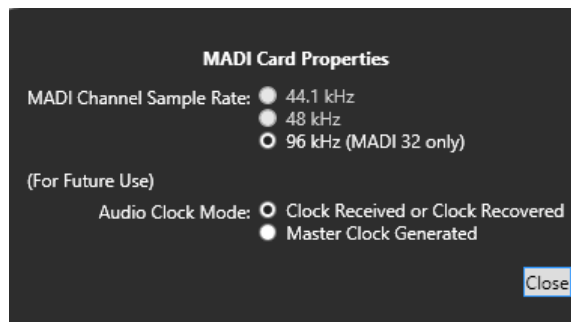 MADI Card Properties
MADI Channel Sample Rate: 44.1 kHz
48 kHz
96 kHz (MADI 32 only)
(For Future Use)
Audio Clock Mode: Clock Received or Clock Recovered
Master Clock Generated
Close